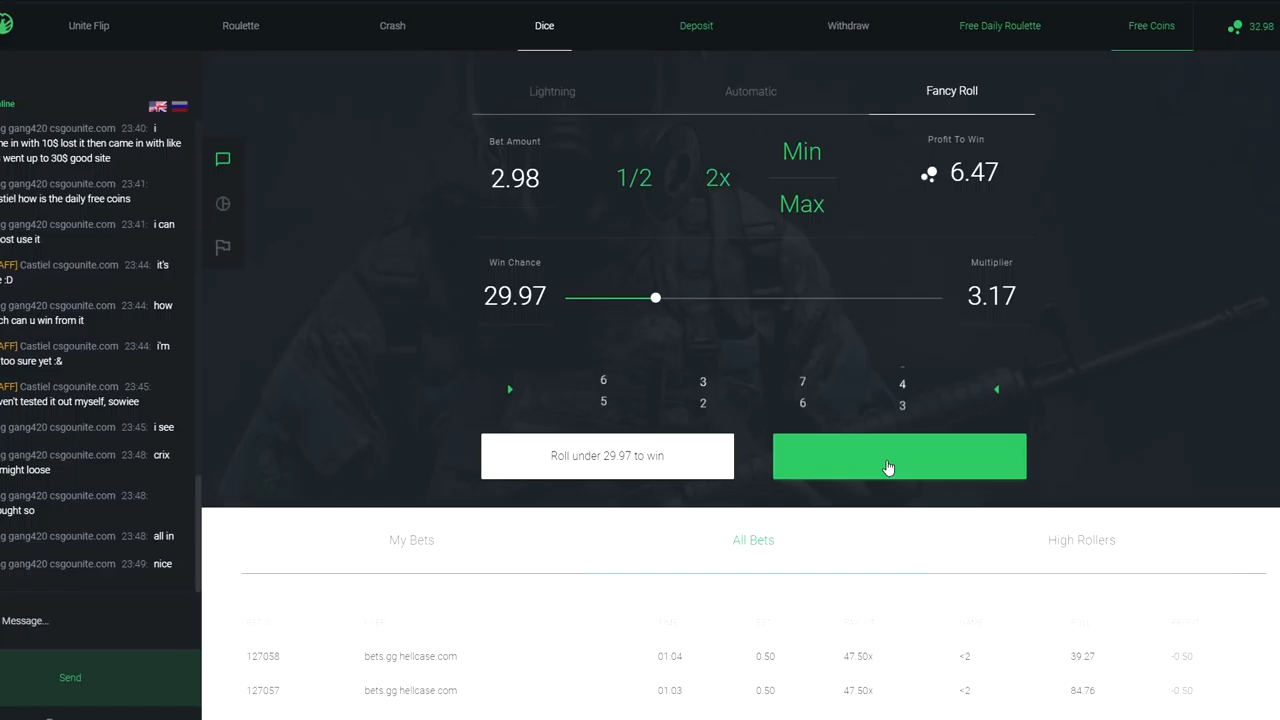 Unite Flip
Roulette
Crash
Dice
Deposit
Withdraw
Free Daily Roulette
Free Coins
32.98
nline
g gang420 csgounite.com 23:40: i
ne in with 10$ lost it then came in with like
went up to 30$ good site
g gang420 csgounite.com 23:41:
stiel how is the daily free coins
g gang420 csgounite.com 23:41: i can
ost use it
AFF] Castiel csgounite.com 23:44: it's
e :D
g gang420 csgounite.com 23:44: how
ch can u win from it
AFF] Castiel csgounite.com 23:44: i'm
too sure yet :&
AFF] Castiel csgounite.com 23:45:
ven't tested it out myself, sowiee
g gang420 csgounite.com 23:45: i see
g gang420 csgounite.com 23:48: crix
might loose
g gang420 csgounite.com 23:48:
ought so
g gang420 csgounite.com 23:48: all in
g gang420 csgounite.com 23:49: nice
Message...
Send
Lightning
Automatic
Fancy Roll
Bet Amount
2.98
1/2
2x
Min
Max
Profit To Win
6.47
Win Chance
29.97
Multiplier
3.17
6 3 7 4
5 2 6 3
Roll under 29.97 to win
My Bets
All Bets
High Rollers
127058 bets.gg hellcase.com 01:04 0.50 47.50x <2 39.27 -0.50
127057 bets.gg hellcase.com 01:03 0.50 47.50x <2 84.76 -0.50